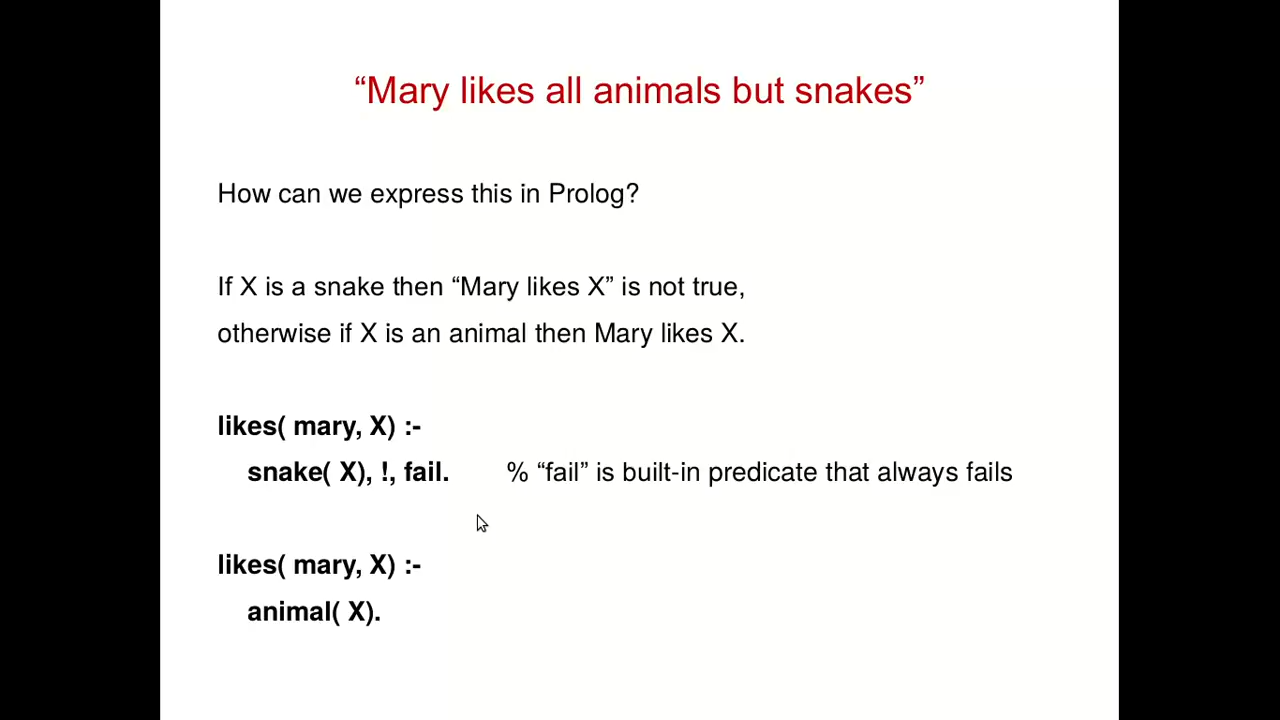 “Mary likes all animals but snakes”
How can we express this in Prolog?
If X is a snake then “Mary likes X” is not true,
otherwise if X is an animal then Mary likes X.
likes( mary, X) :-
snake( X), !, fail. % “fail” is built-in predicate that always fails
likes( mary, X) :-
animal( X).